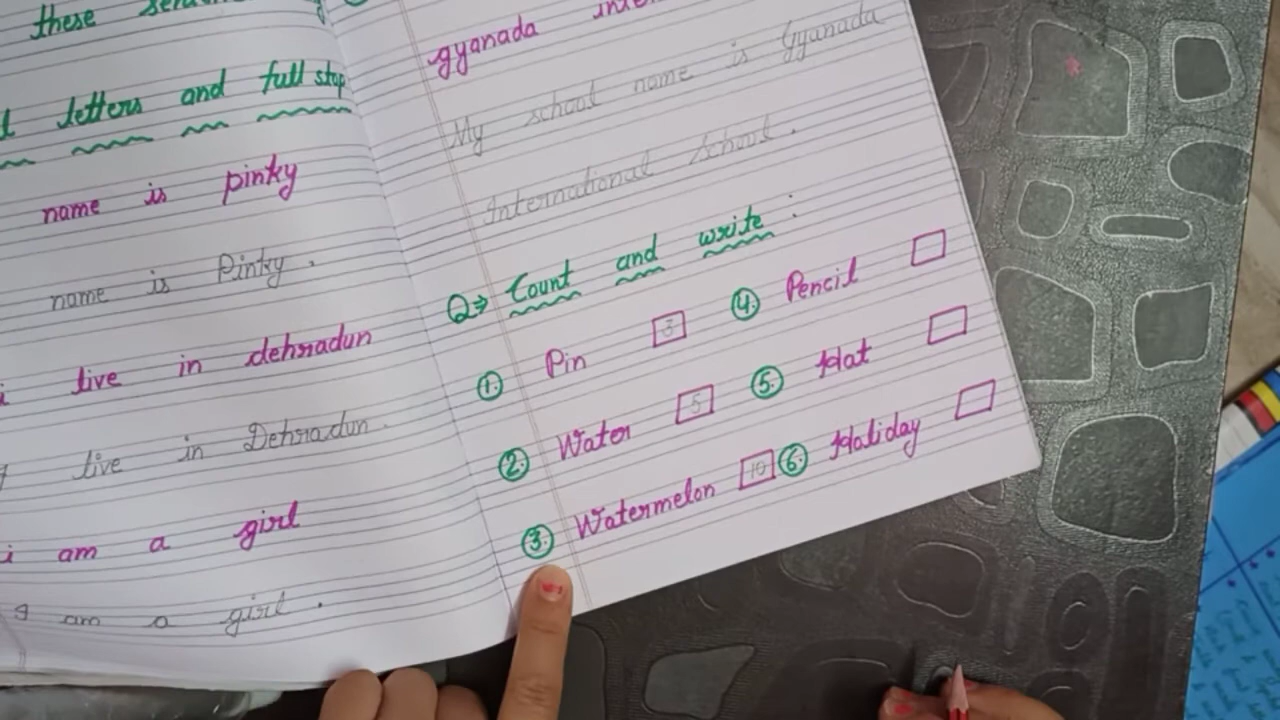 these
letters and full stop
name is pinky
name is Pinky.
i live in dehradun
live in Dehradun.
i am a girl
I am a girl.
gyanada
My school name is Gyanada
International School.
Q⇒ Count and write:
1. Pin 3
2. Water 5
3. Watermelon 10
4. Pencil
5. Hat
6. Holiday